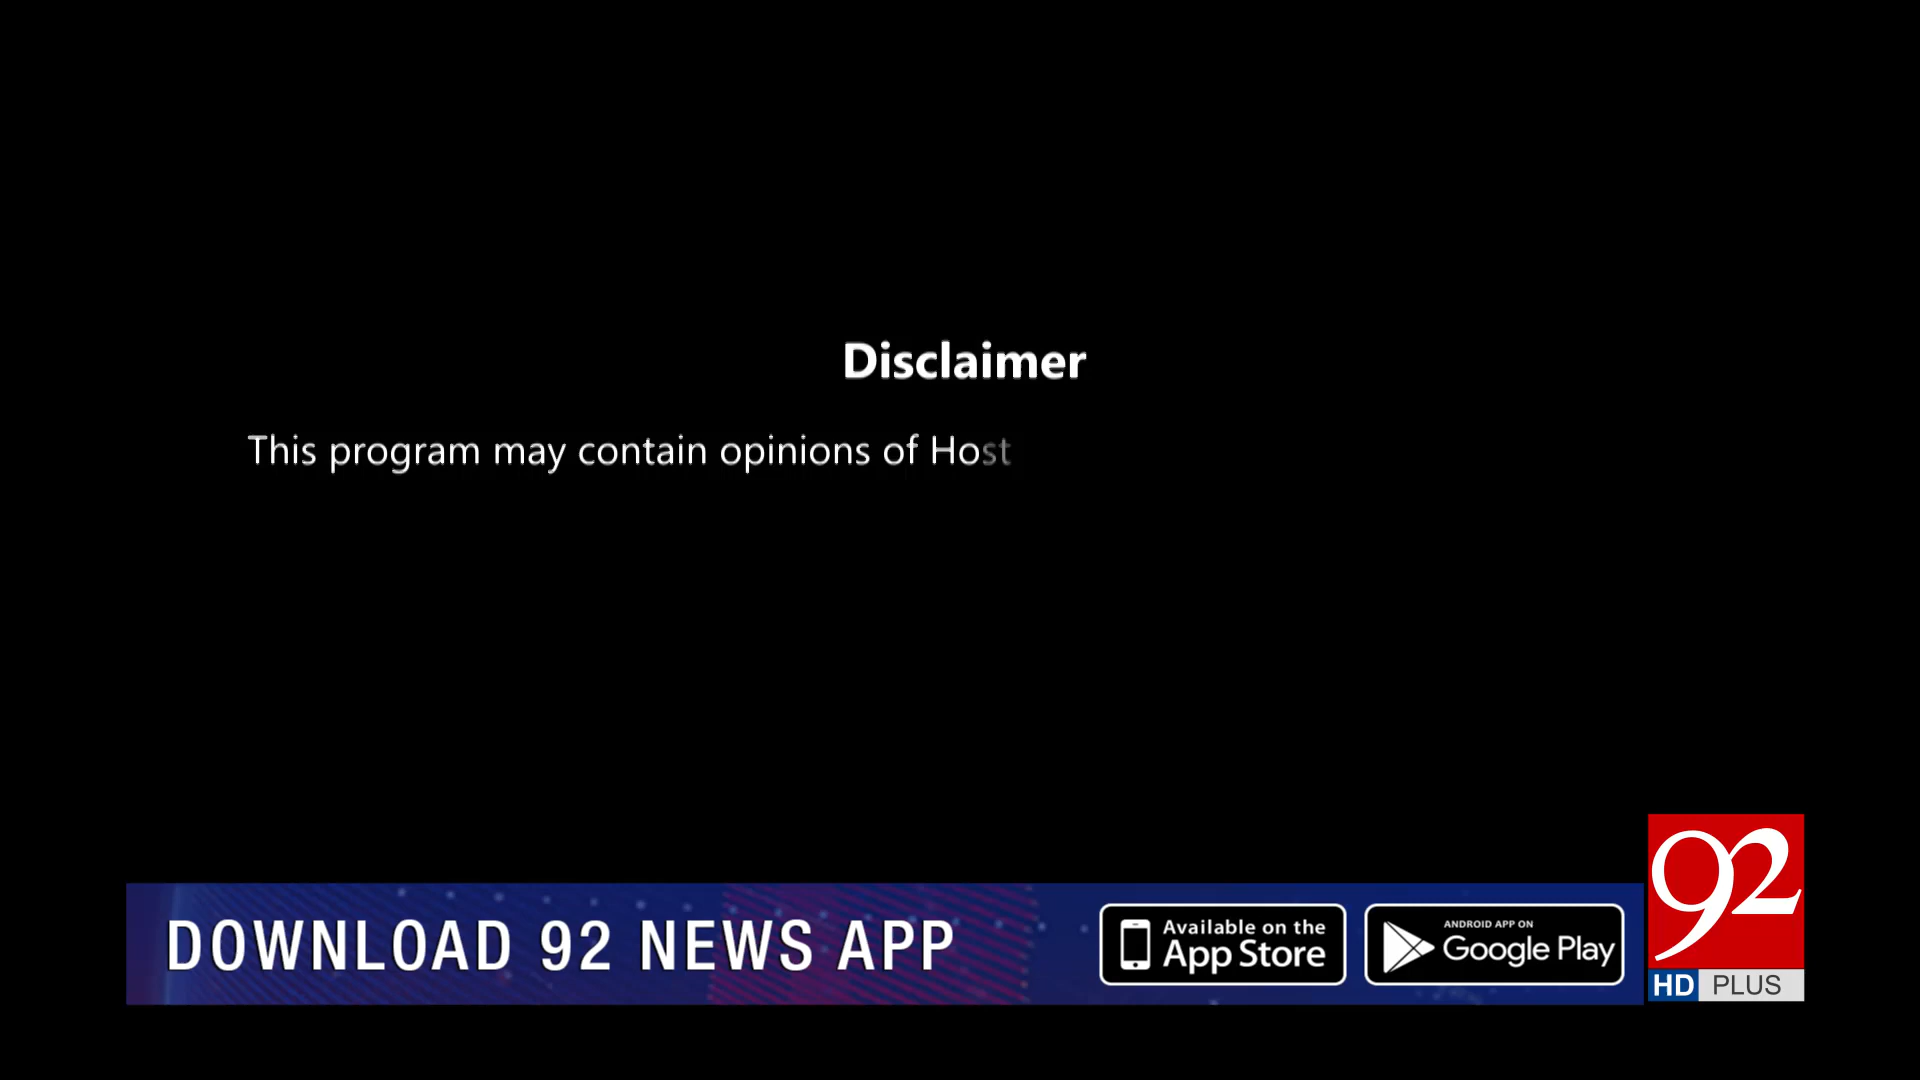 Disclaimer
This program may contain opinions of Host
DOWNLOAD 92 NEWS APP
Available on the
App Store
ANDROID APP ON
Google Play
92
HD PLUS